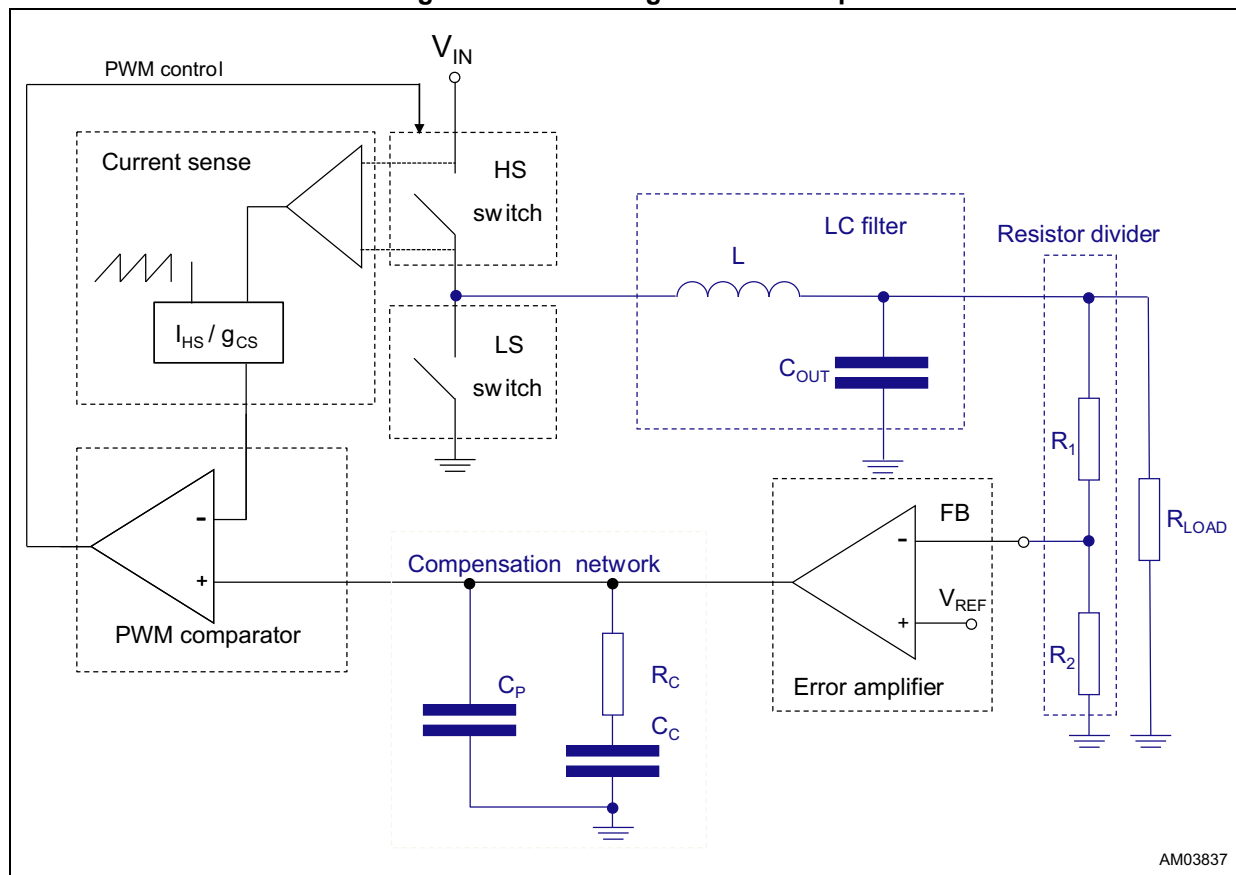 V_IN
PWM control
Current sense
HS
switch
LC filter
Resistor divider
L
I_HS / g_CS
LS
switch
C_OUT
R_1
R_LOAD
FB
-
-
Compensation network
V_REF
+
+
PWM comparator
R_2
C_P
R_C
Error amplifier
C_C
AM03837